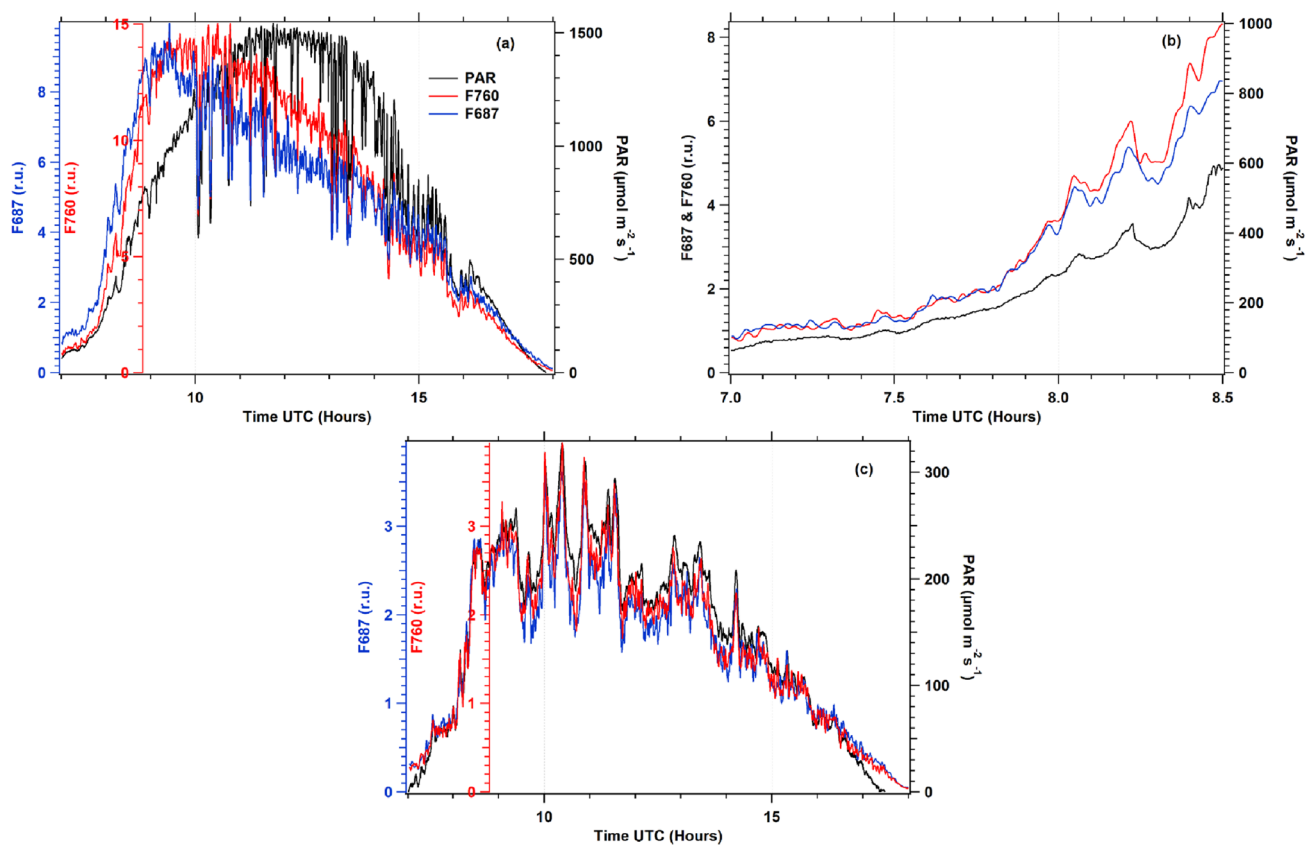 (a)
PAR
F760
F687
F687 (r.u.)
8
6
4
2
0
F760 (r.u.)
15
10
5
0
1500
1000
500
0
PAR (µmol m⁻²s⁻¹)
10
15
Time UTC (Hours)
(b)
F687 & F760 (r.u.)
8
6
4
2
0
1000
800
600
400
200
0
PAR (µmol m⁻²s⁻¹)
7.0
7.5
8.0
8.5
Time UTC (Hours)
(c)
F687 (r.u.)
3
2
1
0
F760 (r.u.)
3
2
1
0
300
200
100
0
PAR (µmol m⁻²s⁻¹)
10
15
Time UTC (Hours)